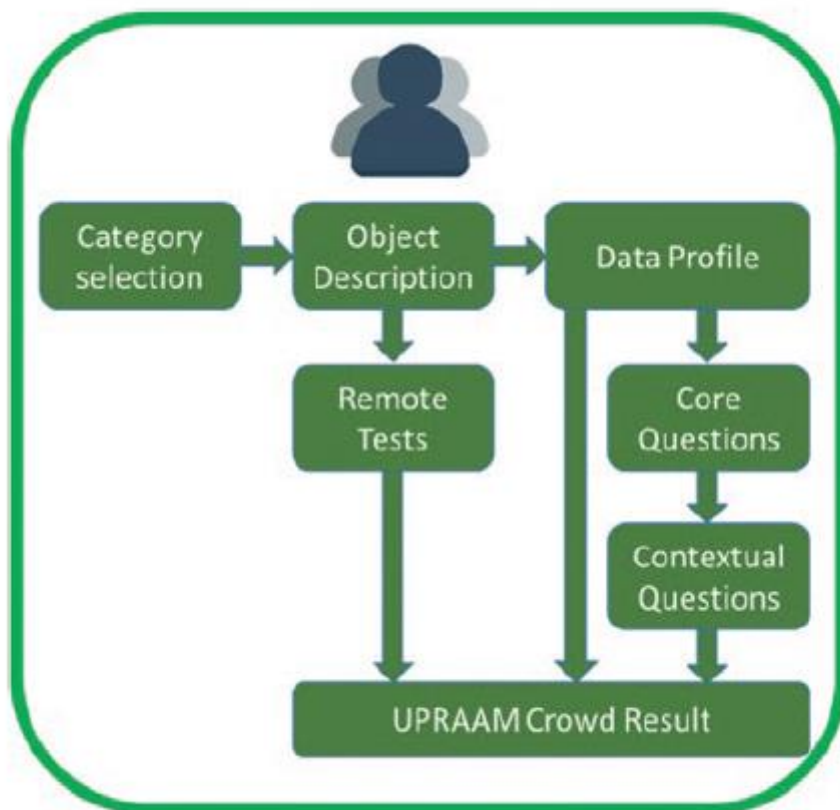 Category
selection
Object
Description
Data Profile
Remote
Tests
Core
Questions
Contextual
Questions
UPRAAM Crowd Result